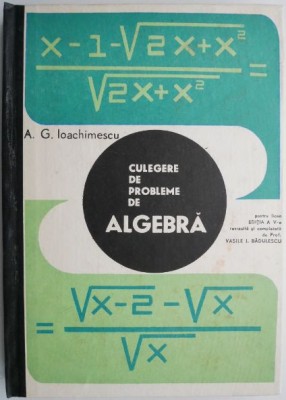 x-1-√2x+x²
√2x+x²
=
A. G. Ioachimescu
CULEGERE
DE
PROBLEME
DE
ALGEBRĂ
pentru licee
EDIȚIA A V-a
revizuită și completată
de Prof.
VASILE I. BĂDULESCU
=
√x-2-√x
√x